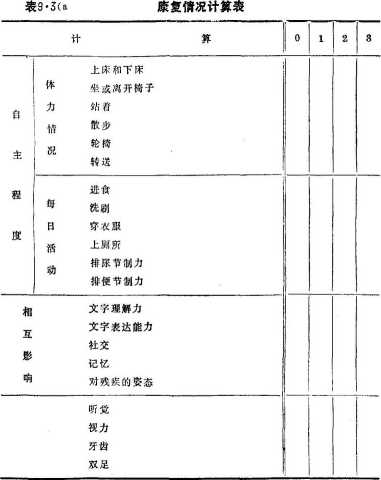 表9·3(a 康复情况计算表
计 算 0 1 2 3
自主程度
体力情况
上床和下床
坐或离开椅子
站着
散步
轮椅
转送
每日活动
进食
洗刷
穿衣服
上厕所
排尿节制力
排便节制力
相互影响
文字理解力
文字表达能力
社交
记忆
对残疾的姿态
听觉
视力
牙齿
双足